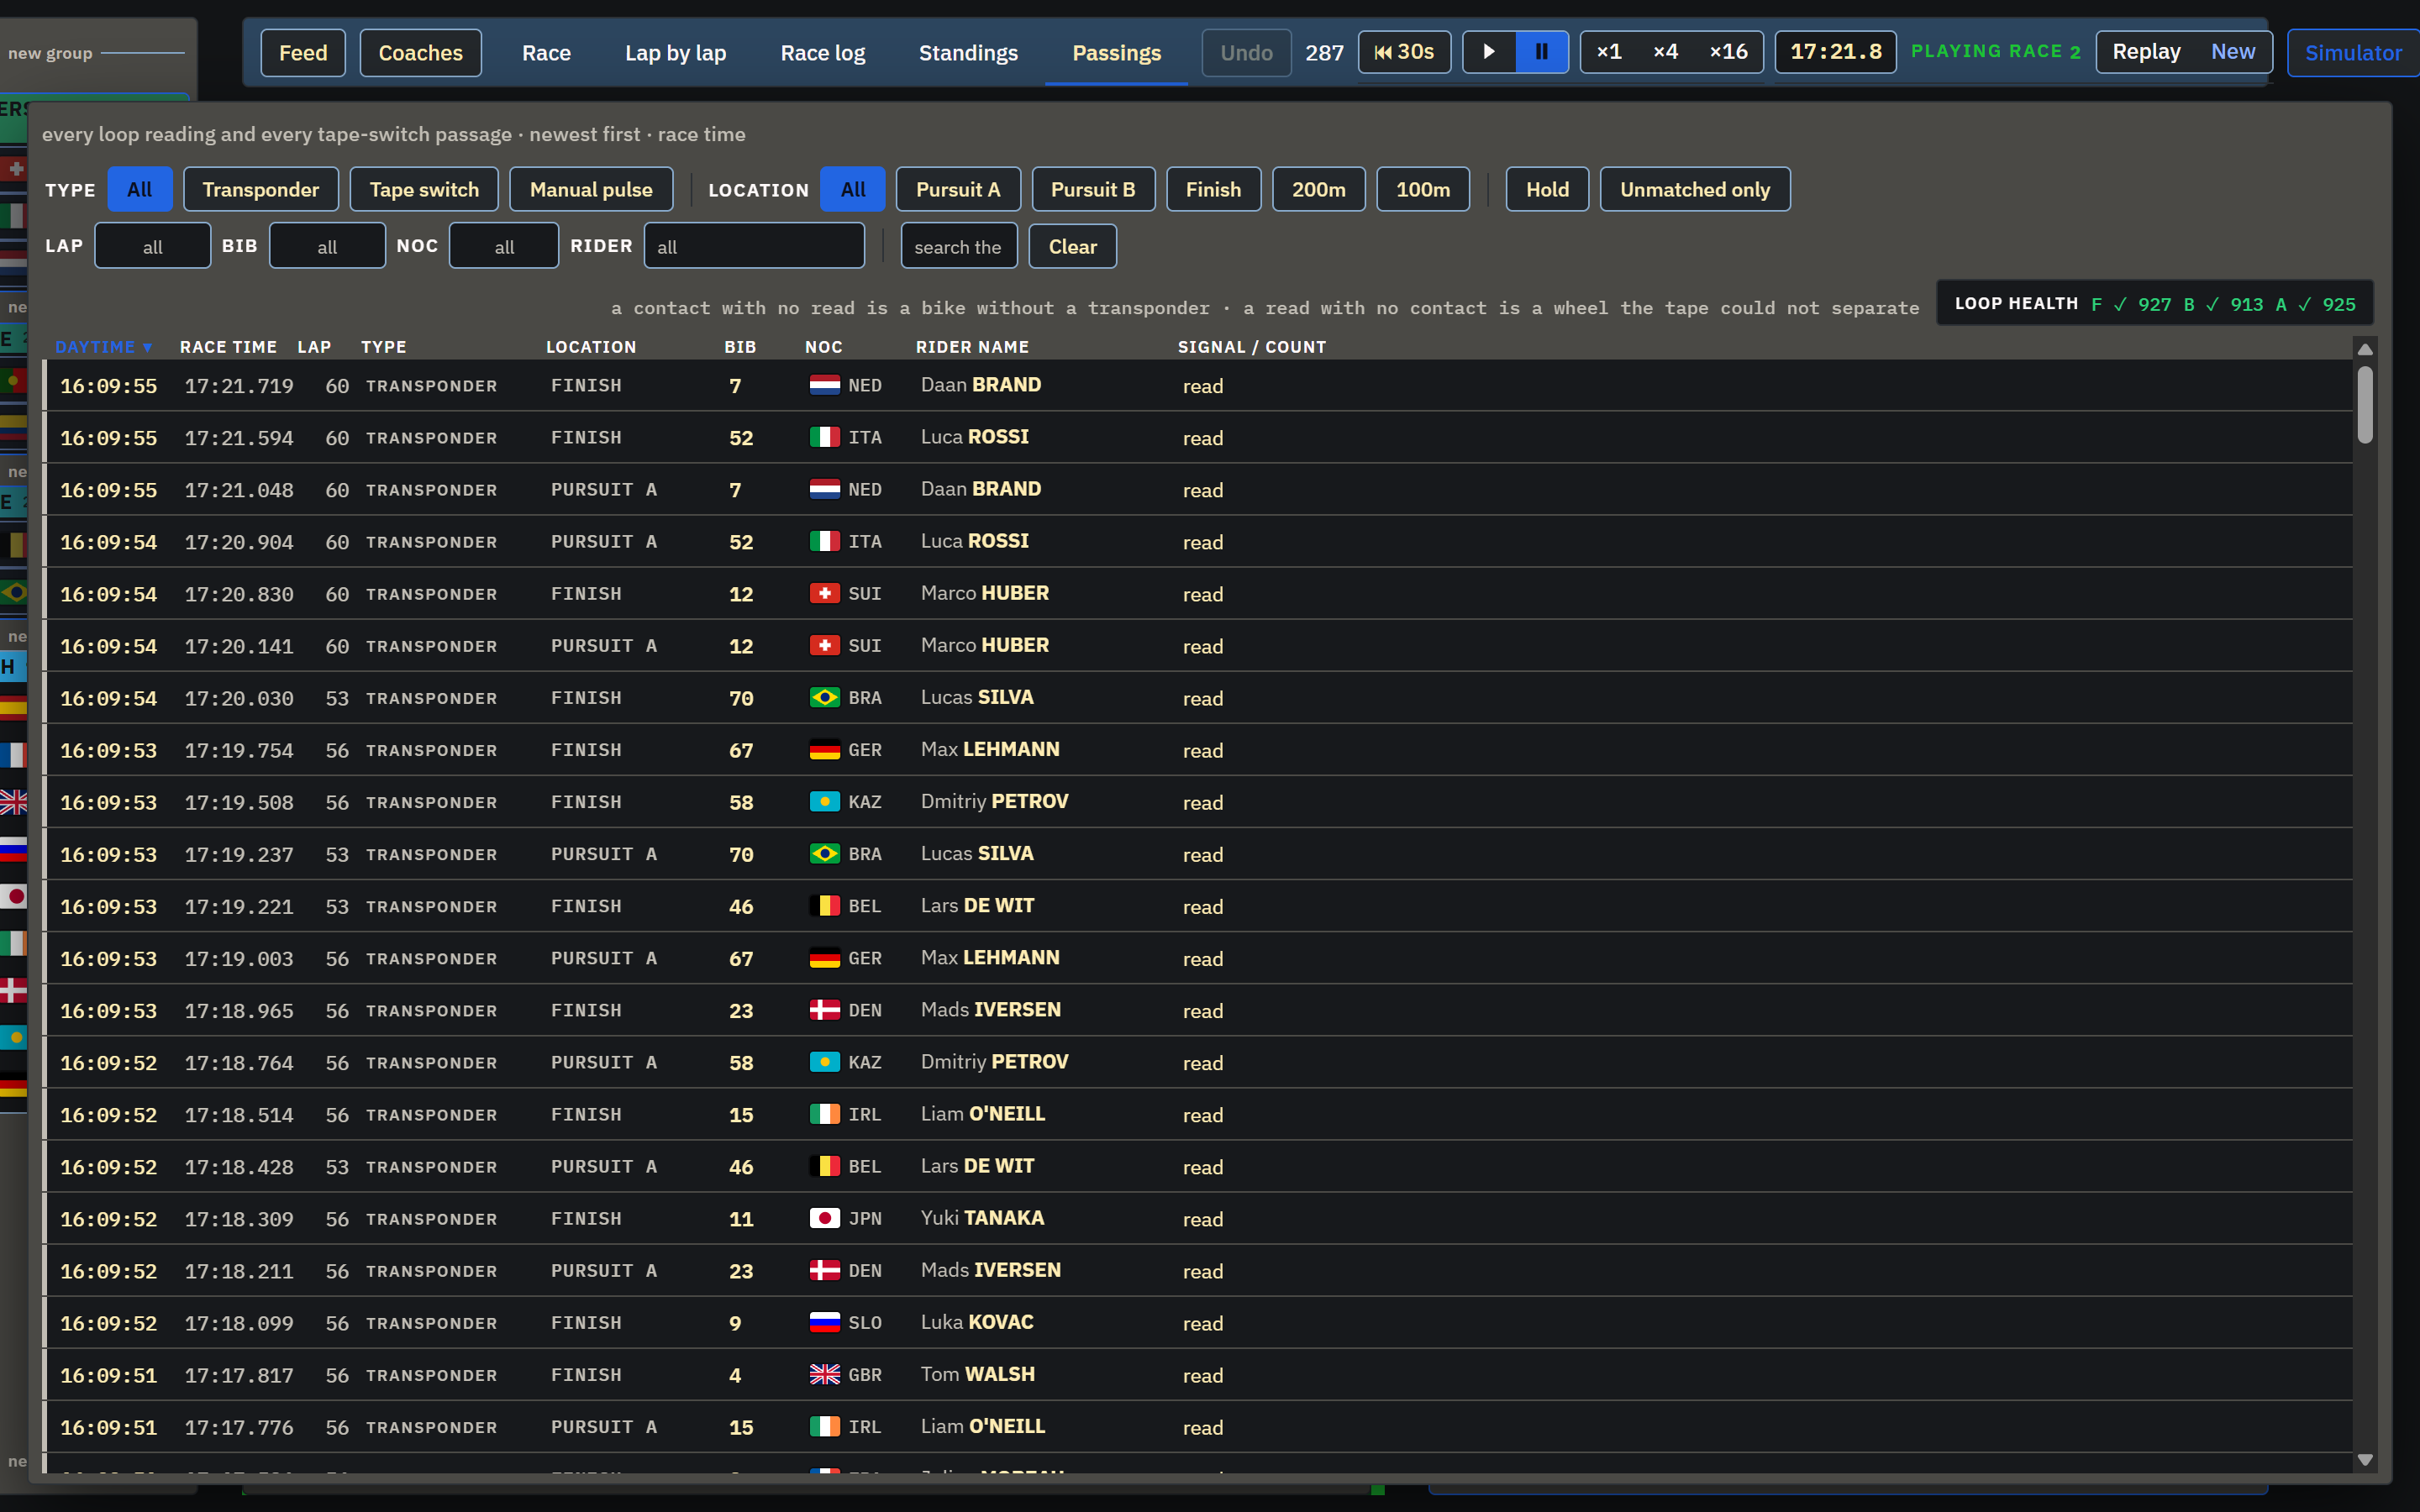 new group
Feed Coaches Race Lap by lap Race log Standings Passings Undo 287 30s ×1 ×4 ×16 17:21.8 PLAYING RACE 2 Replay New Simulator
every loop reading and every tape-switch passage · newest first · race time
TYPE All Transponder Tape switch Manual pulse LOCATION All Pursuit A Pursuit B Finish 200m 100m Hold Unmatched only
LAP all BIB all NOC all RIDER all search the Clear
a contact with no read is a bike without a transponder · a read with no contact is a wheel the tape could not separate LOOP HEALTH F ✓ 927 B ✓ 913 A ✓ 925
DAYTIME ▼ RACE TIME LAP TYPE LOCATION BIB NOC RIDER NAME SIGNAL / COUNT
16:09:55 17:21.719 60 TRANSPONDER FINISH 7 NED Daan BRAND read
16:09:55 17:21.594 60 TRANSPONDER FINISH 52 ITA Luca ROSSI read
16:09:55 17:21.048 60 TRANSPONDER PURSUIT A 7 NED Daan BRAND read
16:09:54 17:20.904 60 TRANSPONDER PURSUIT A 52 ITA Luca ROSSI read
16:09:54 17:20.830 60 TRANSPONDER FINISH 12 SUI Marco HUBER read
16:09:54 17:20.141 60 TRANSPONDER PURSUIT A 12 SUI Marco HUBER read
16:09:54 17:20.030 53 TRANSPONDER FINISH 70 BRA Lucas SILVA read
16:09:53 17:19.754 56 TRANSPONDER FINISH 67 GER Max LEHMANN read
16:09:53 17:19.508 56 TRANSPONDER FINISH 58 KAZ Dmitriy PETROV read
16:09:53 17:19.237 53 TRANSPONDER PURSUIT A 70 BRA Lucas SILVA read
16:09:53 17:19.221 53 TRANSPONDER FINISH 46 BEL Lars DE WIT read
16:09:53 17:19.003 56 TRANSPONDER PURSUIT A 67 GER Max LEHMANN read
16:09:53 17:18.965 56 TRANSPONDER FINISH 23 DEN Mads IVERSEN read
16:09:52 17:18.764 56 TRANSPONDER PURSUIT A 58 KAZ Dmitriy PETROV read
16:09:52 17:18.514 56 TRANSPONDER FINISH 15 IRL Liam O'NEILL read
16:09:52 17:18.428 53 TRANSPONDER PURSUIT A 46 BEL Lars DE WIT read
16:09:52 17:18.309 56 TRANSPONDER FINISH 11 JPN Yuki TANAKA read
16:09:52 17:18.211 56 TRANSPONDER PURSUIT A 23 DEN Mads IVERSEN read
16:09:52 17:18.099 56 TRANSPONDER FINISH 9 SLO Luka KOVAC read
16:09:51 17:17.817 56 TRANSPONDER FINISH 4 GBR Tom WALSH read
16:09:51 17:17.776 56 TRANSPONDER PURSUIT A 15 IRL Liam O'NEILL read